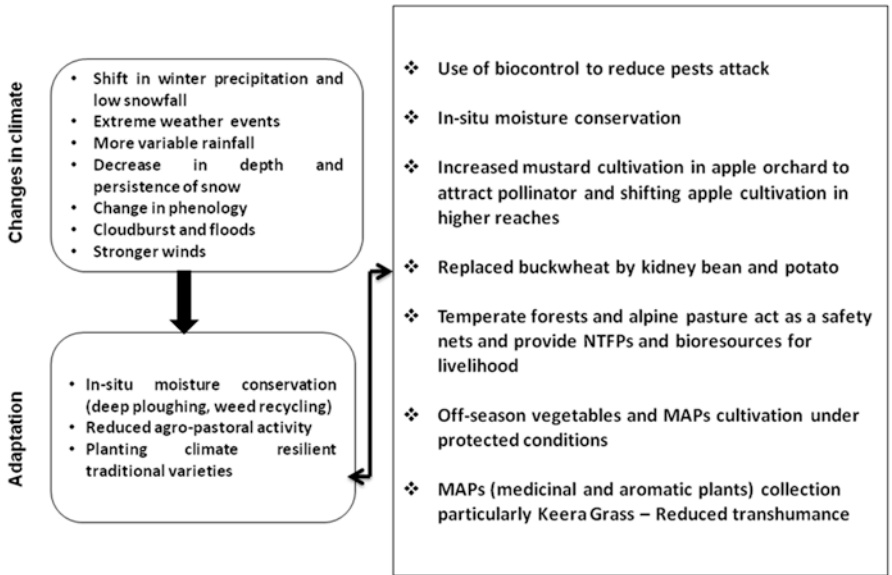 Changes in climate
• Shift in winter precipitation and
low snowfall
• Extreme weather events
• More variable rainfall
• Decrease in depth and
persistence of snow
• Change in phenology
• Cloudburst and floods
• Stronger winds
Adaptation
• In-situ moisture conservation
(deep ploughing, weed recycling)
• Reduced agro-pastoral activity
• Planting climate resilient
traditional varieties
❖ Use of biocontrol to reduce pests attack
❖ In-situ moisture conservation
❖ Increased mustard cultivation in apple orchard to
attract pollinator and shifting apple cultivation in
higher reaches
❖ Replaced buckwheat by kidney bean and potato
❖ Temperate forests and alpine pasture act as a safety
nets and provide NTFPs and bioresources for
livelihood
❖ Off-season vegetables and MAPs cultivation under
protected conditions
❖ MAPs (medicinal and aromatic plants) collection
particularly Keera Grass – Reduced transhumance